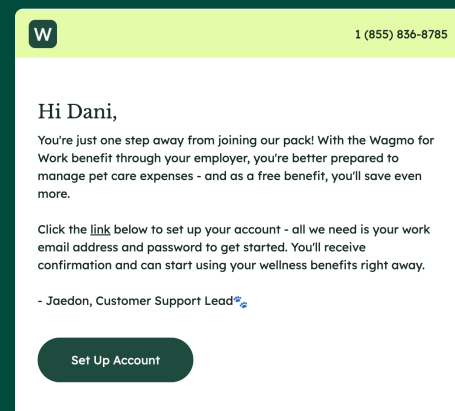 W
1 (855) 836-8785
Hi Dani,
You're just one step away from joining our pack! With the Wagmo for
Work benefit through your employer, you're better prepared to
manage pet care expenses - and as a free benefit, you'll save even
more.
Click the link below to set up your account - all we need is your work
email address and password to get started. You'll receive
confirmation and can start using your wellness benefits right away.
- Jaedon, Customer Support Lead🐾
Set Up Account